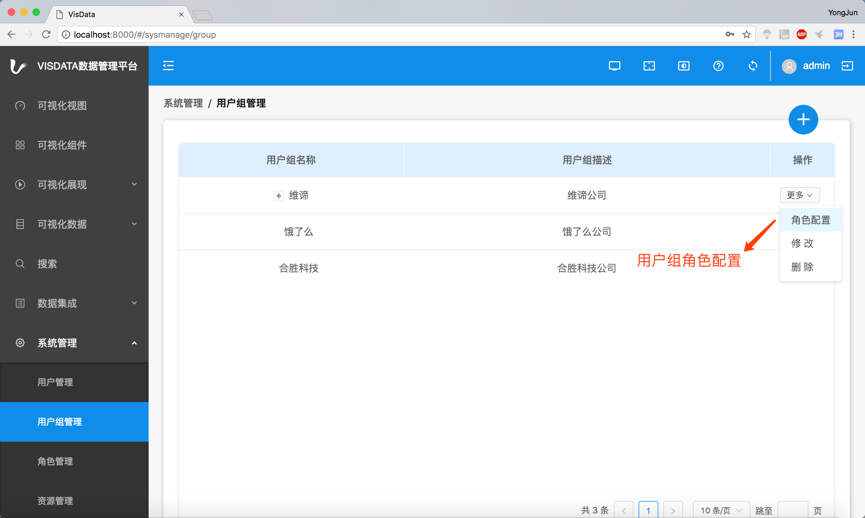 VisData
YongJun
localhost:8000/#/sysmanage/group
ABP
JH
VISDATA数据管理平台
admin
可视化视图
可视化组件
可视化展现
可视化数据
搜索
数据集成
系统管理
用户管理
用户组管理
角色管理
资源管理
系统管理 / 用户组管理
用户组名称 用户组描述 操作
维谛 维谛公司 更多
饿了么 饿了么公司
合胜科技 合胜科技公司
角色配置
修 改
删 除
用户组角色配置
共 3 条 < 1 > 10 条/页 跳至 页